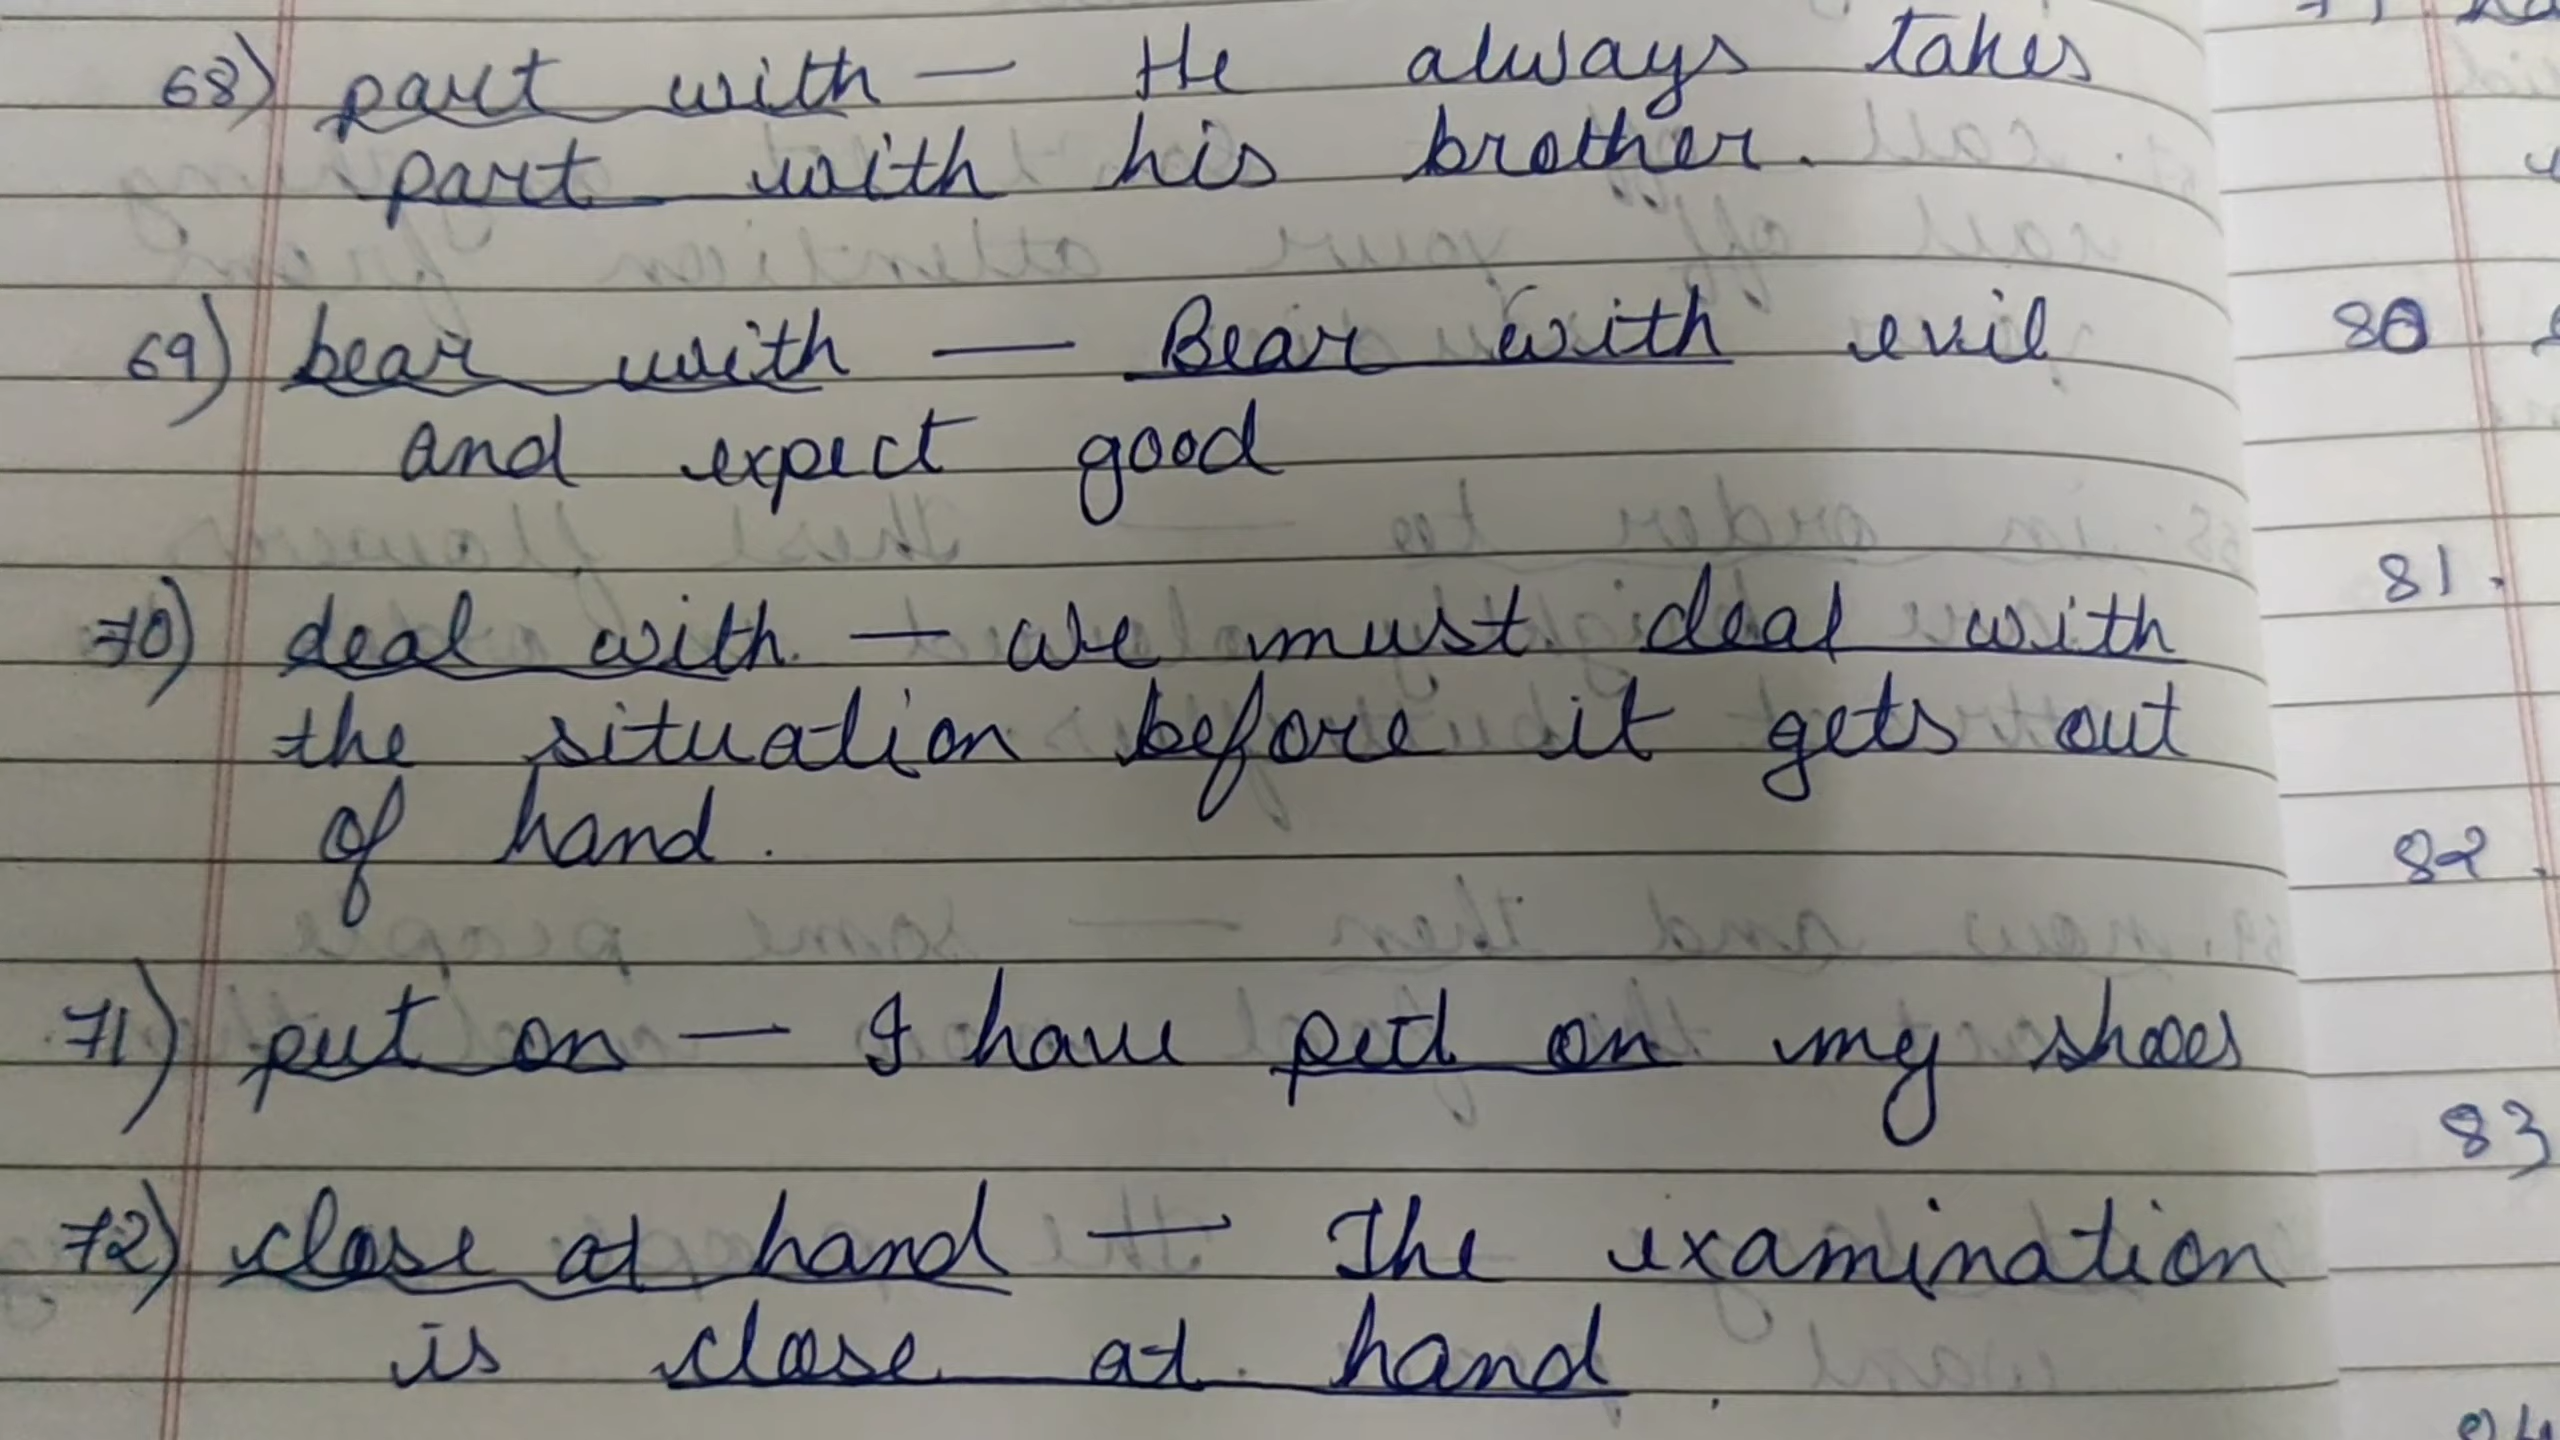 68) part with — He always takes
part with his brother.
69) bear with — Bear with evil
and expect good
70) deal with — We must deal with
the situation before it gets out
of hand.
71) put on — I have put on my shoes
72) close at hand — The examination
is close at hand.
80
81.
82.
83